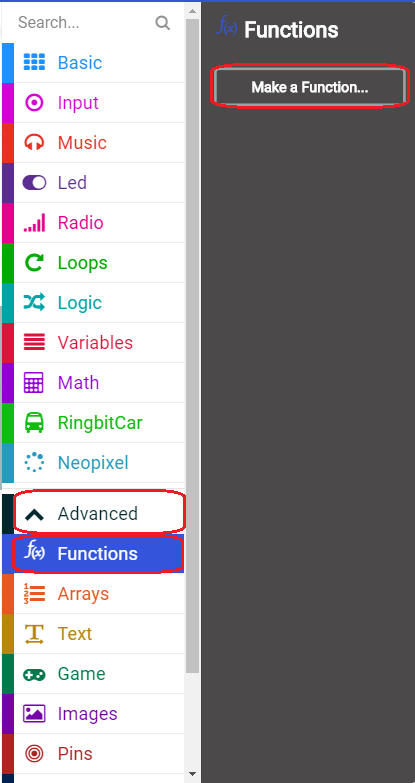 Search...
Basic
Input
Music
Led
Radio
Loops
Logic
Variables
Math
RingbitCar
Neopixel
Advanced
f(x) Functions
Arrays
Text
Game
Images
Pins
f(x) Functions
Make a Function...